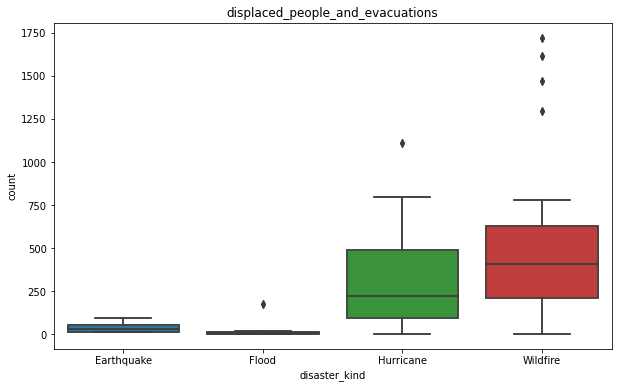 displaced_people_and_evacuations
1750
1500
1250
1000
750
500
250
0
count
Earthquake Flood Hurricane Wildfire
disaster_kind